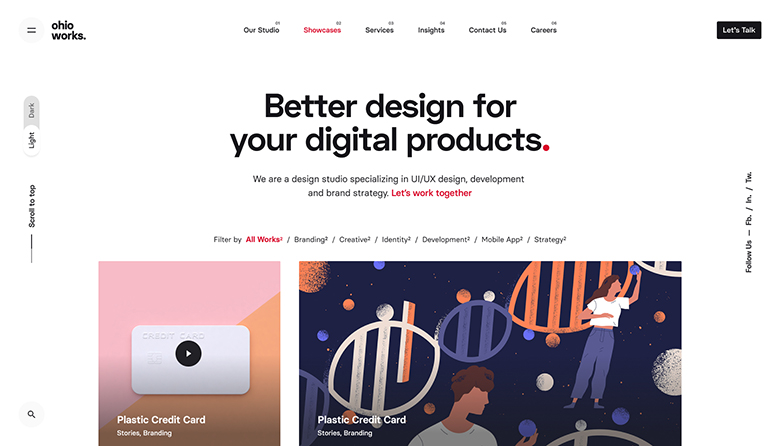 ohio
works.
Our Studio 01
Showcases 02
Services 03
Insights 04
Contact Us 05
Careers 06
Let's Talk
Dark
Light
Scroll to top
Better design for
your digital products.
We are a design studio specializing in UI/UX design, development
and brand strategy. Let's work together
Filter by All Works² / Branding² / Creative² / Identity² / Development² / Mobile App² / Strategy²
Follow Us — Fb. / In. / Tw.
CREDIT CARD
Plastic Credit Card
Stories, Branding
Plastic Credit Card
Stories, Branding